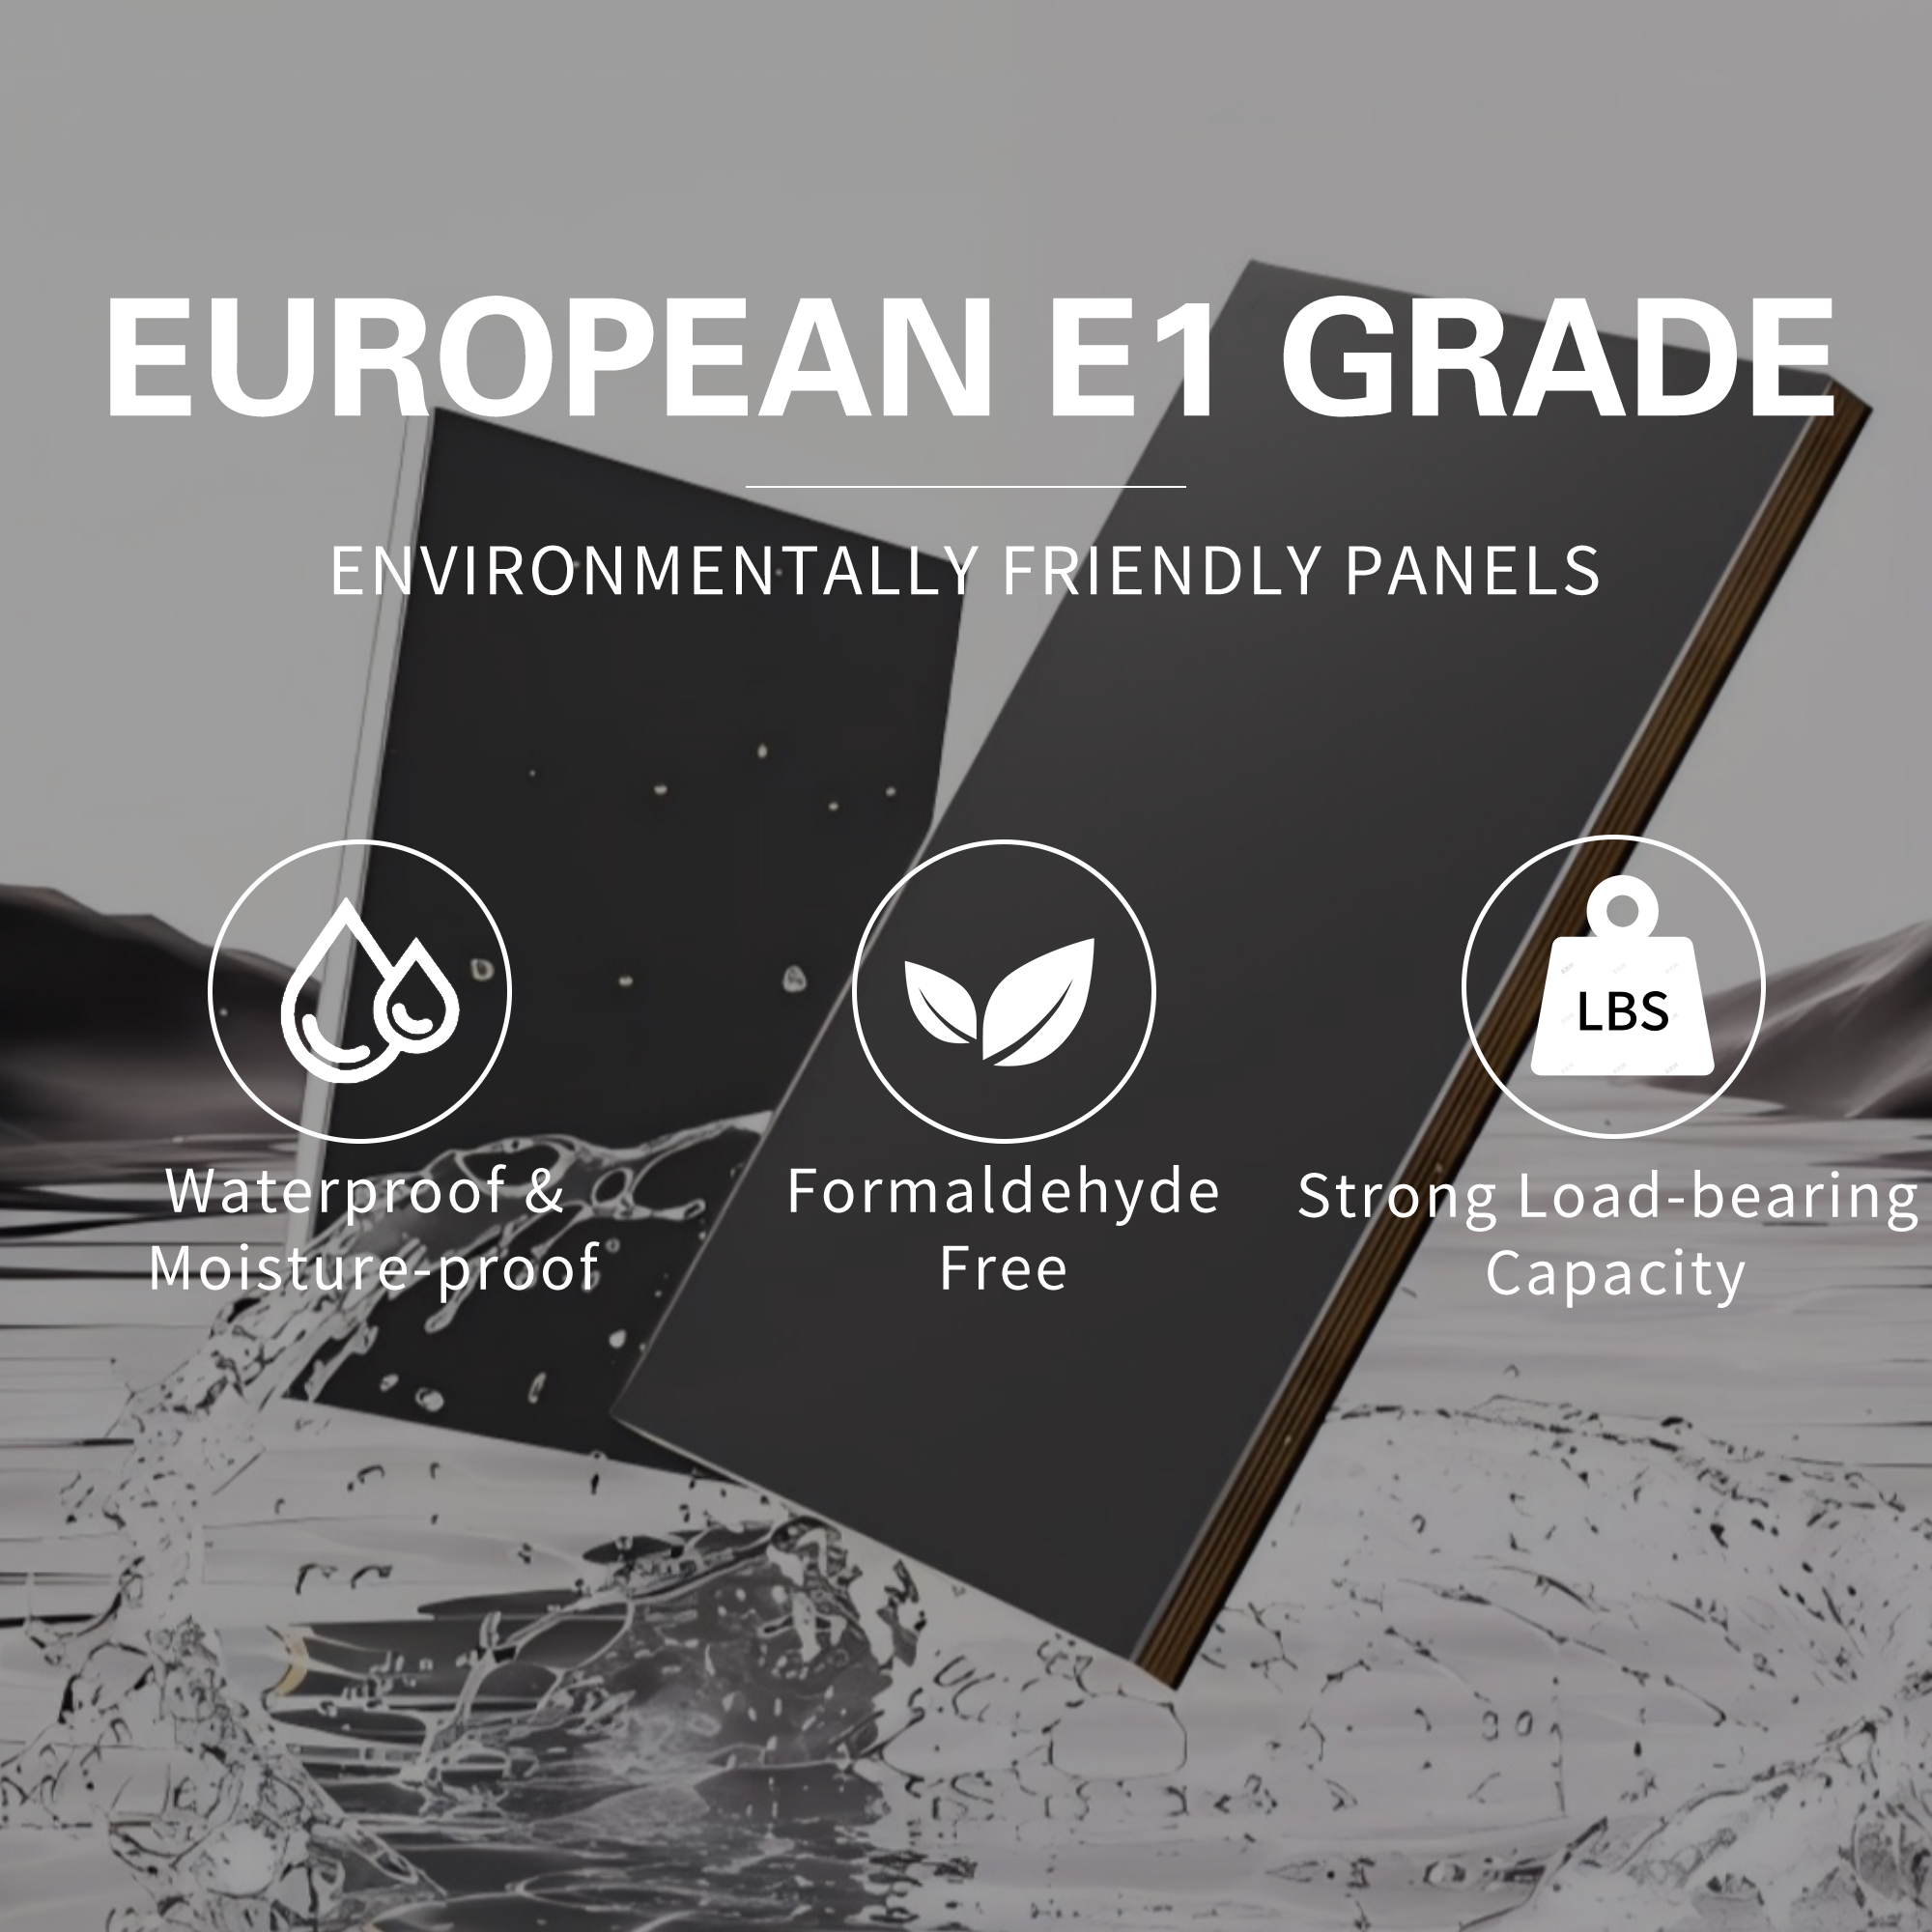 EUROPEAN E1 GRADE
ENVIRONMENTALLY FRIENDLY PANELS
LBS
Waterproof &
Moisture-proof
Formaldehyde
Free
Strong Load-bearing
Capacity